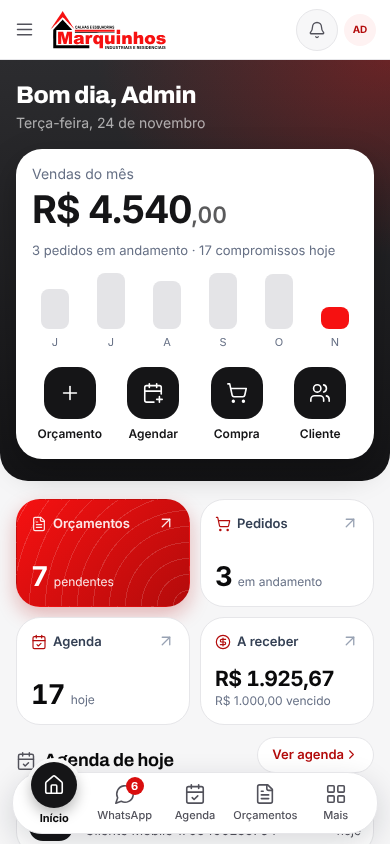 CALHAS E ESQUADRIAS
Marquinhos
INDUSTRIAIS E RESIDENCIAIS
AD
Bom dia, Admin
Terça-feira, 24 de novembro
Vendas do mês
R$ 4.540,00
3 pedidos em andamento · 17 compromissos hoje
J J A S O N
Orçamento Agendar Compra Cliente
Orçamentos
7 pendentes
Pedidos
3 em andamento
Agenda
17 hoje
A receber
R$ 1.925,67
R$ 1.000,00 vencido
Agenda de hoje
Ver agenda
6
Início WhatsApp Agenda Orçamentos Mais